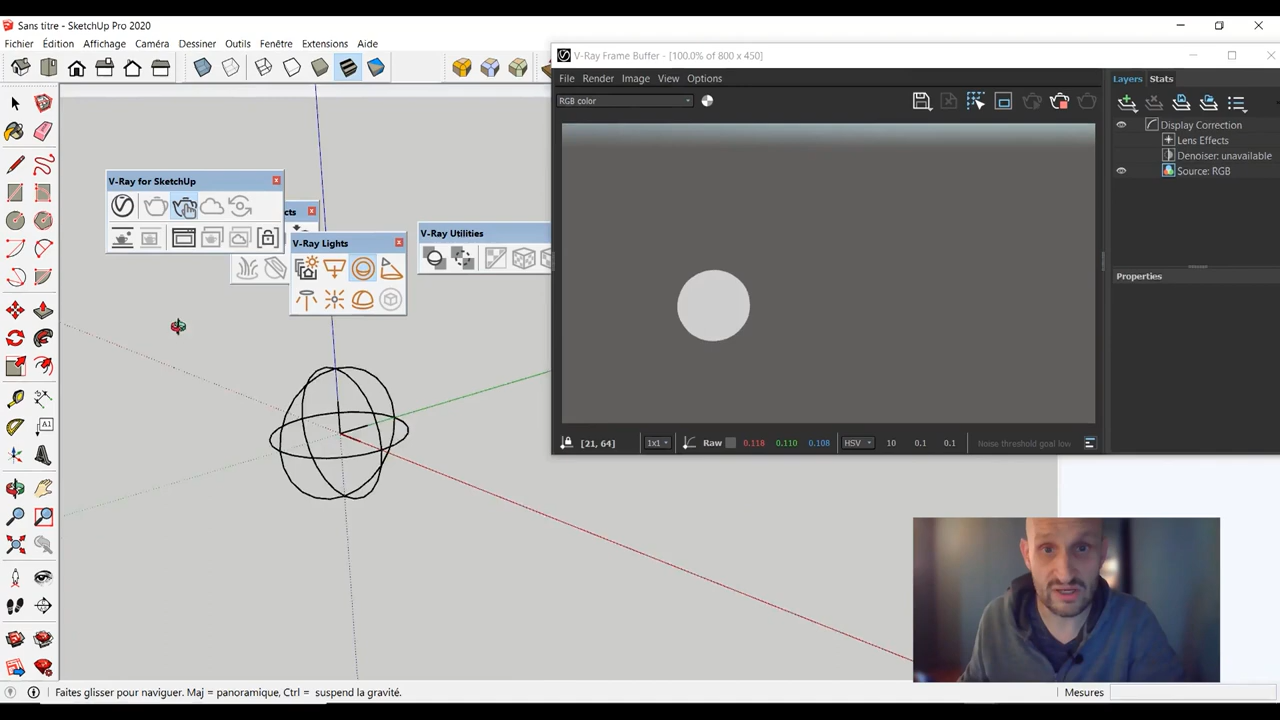 Sans titre - SketchUp Pro 2020
Fichier Édition Affichage Caméra Dessiner Outils Fenêtre Extensions Aide
V-Ray Frame Buffer - [100.0% of 800 x 450]
File Render Image View Options
Layers Stats
RGB color
Display Correction
Lens Effects
Denoiser: unavailable
Source: RGB
V-Ray for SketchUp
cts
V-Ray Lights
V-Ray Utilities
Properties
A1
[21, 64]
1x1
Raw
0.118 0.110 0.108
HSV
10 0.1 0.1
Noise threshold goal low
Faites glisser pour naviguer. Maj = panoramique, Ctrl = suspend la gravité.
Mesures